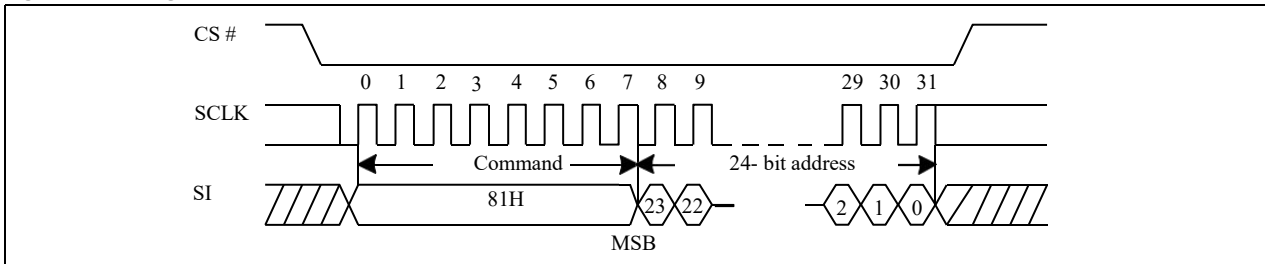 CS #
0 1 2 3 4 5 6 7 8 9 29 30 31
SCLK
Command 24- bit address
SI 81H 23 22 2 1 0
MSB